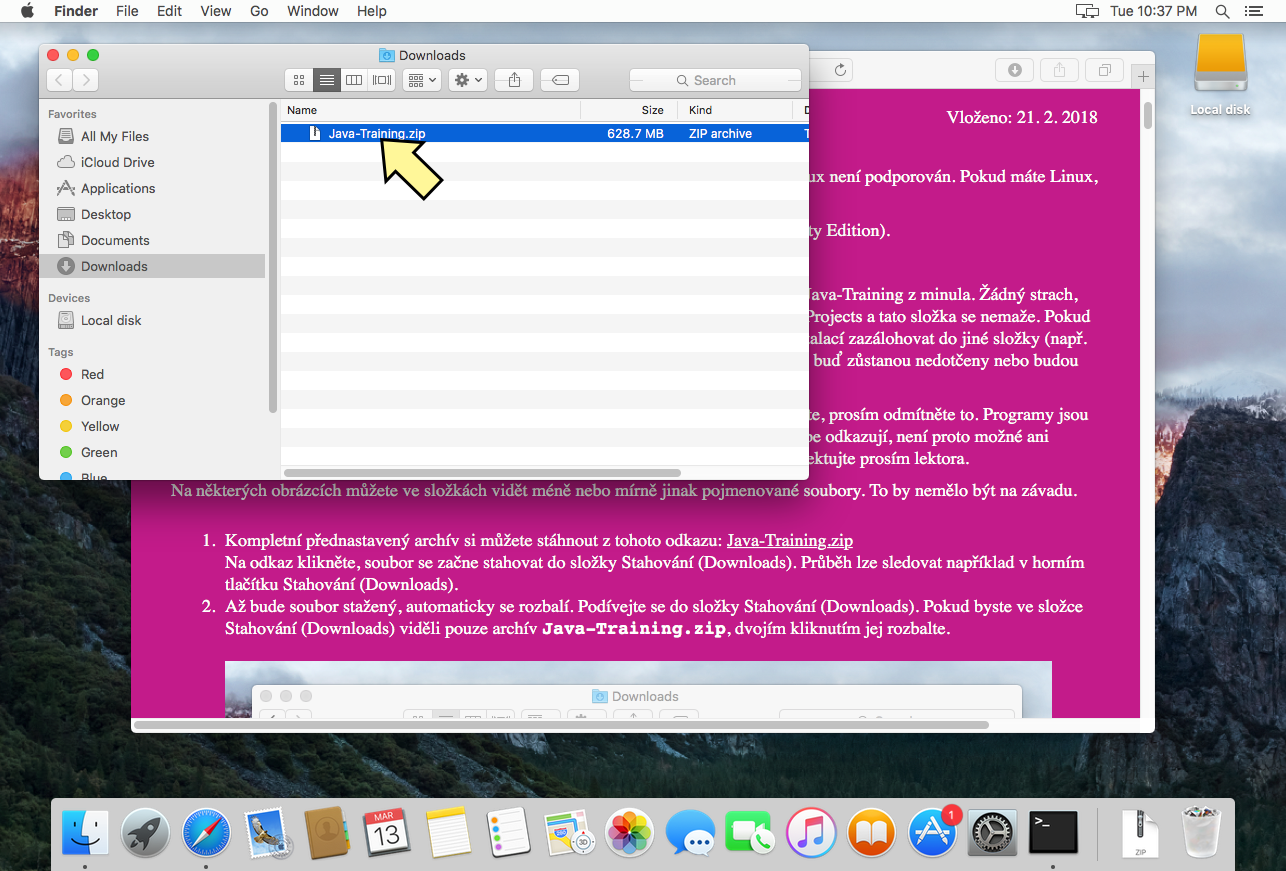 Finder File Edit View Go Window Help Tue 10:37 PM
Downloads
Search
Favorites
All My Files
iCloud Drive
Applications
Desktop
Documents
Downloads
Devices
Local disk
Tags
Red
Orange
Yellow
Green
Blue
Name Size Kind D
Java-Training.zip 628.7 MB ZIP archive T
Local disk
Vloženo: 21. 2. 2018
ux není podporován. Pokud máte Linux,
ty Edition).
Java-Training z minula. Žádný strach,
Projects a tato složka se nemaže. Pokud
alací zazálohovat do jiné složky (např.
buď zůstanou nedotčeny nebo budou
te, prosím odmítněte to. Programy jsou
be odkazují, není proto možné ani
ektujte prosím lektora.
Na některých obrázcích můžete ve složkách vidět méně nebo mírně jinak pojmenované soubory. To by nemělo být na závadu.
1. Kompletní přednastavený archív si můžete stáhnout z tohoto odkazu: Java-Training.zip
Na odkaz klikněte, soubor se začne stahovat do složky Stahování (Downloads). Průběh lze sledovat například v horním
tlačítku Stahování (Downloads).
2. Až bude soubor stažený, automaticky se rozbalí. Podívejte se do složky Stahování (Downloads). Pokud byste ve složce
Stahování (Downloads) viděli pouze archív Java-Training.zip, dvojím kliknutím jej rozbalte.
Downloads
MAR
13
3D
1
>_
ZIP